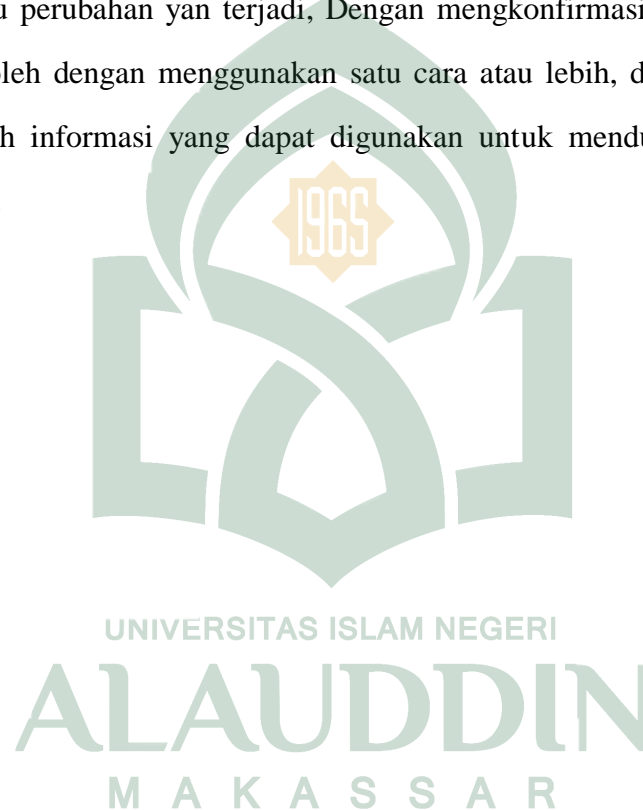 u perubahan yan terjadi, Dengan mengkonfirmasi
oleh dengan menggunakan satu cara atau lebih, d
h informasi yang dapat digunakan untuk mendu
1965
UNIVERSITAS ISLAM NEGERI
ALAUDDIN
MAKASSAR